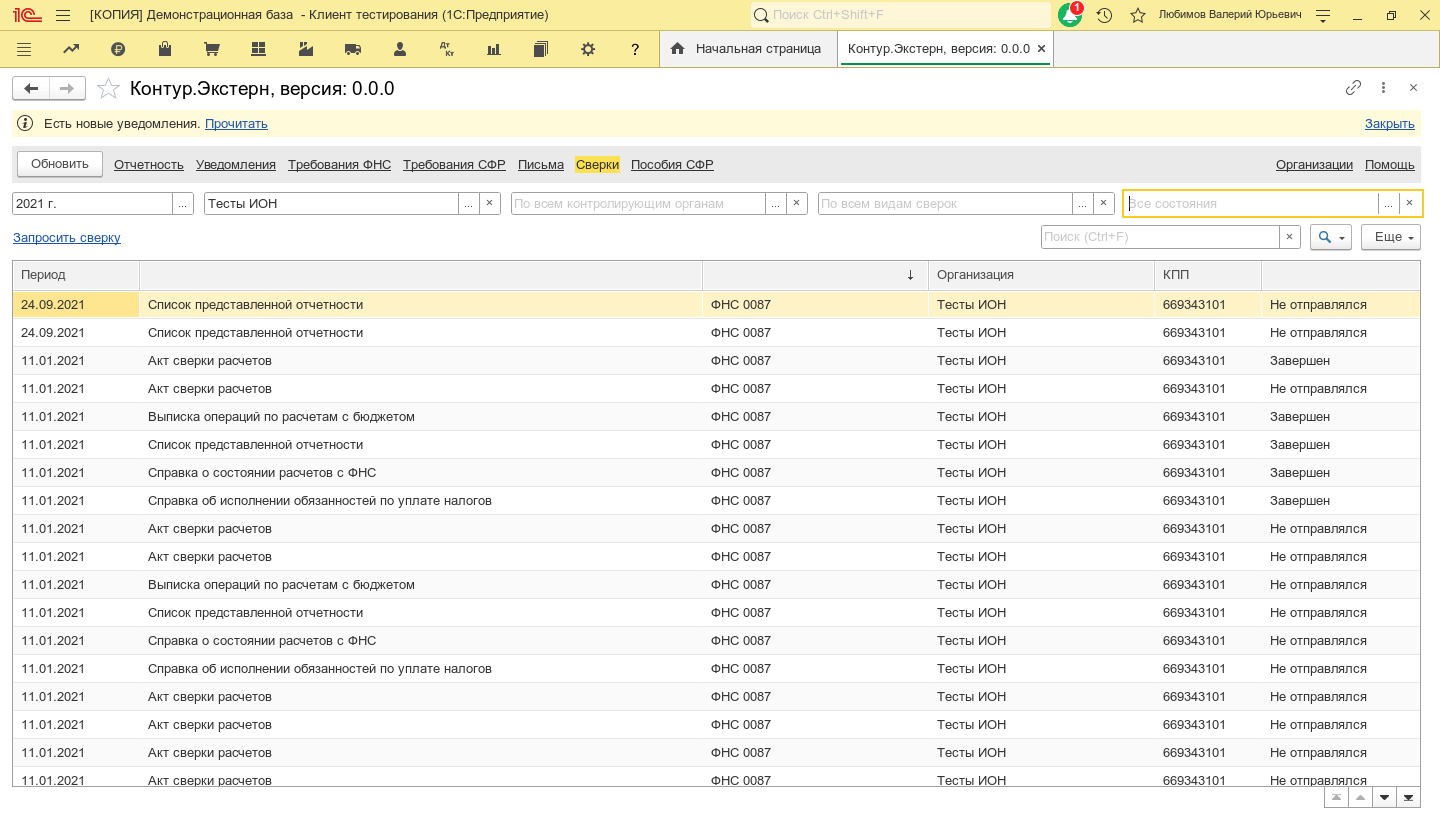 1С [КОПИЯ] Демонстрационная база - Клиент тестирования (1С:Предприятие) Поиск Ctrl+Shift+F 1 Любимов Валерий Юрьевич
Дт Кт ? Начальная страница Контур.Экстерн, версия: 0.0.0 ×
Контур.Экстерн, версия: 0.0.0
Есть новые уведомления. Прочитать Закрыть
Обновить Отчетность Уведомления Требования ФНС Требования СФР Письма Сверки Пособия СФР Организации Помощь
2021 г. ... Тесты ИОН ... × По всем контролирующим органам ... × По всем видам сверок ... × Все состояния ... ×
Запросить сверку Поиск (Ctrl+F) × Еще
Период ↓ Организация КПП
24.09.2021 Список представленной отчетности ФНС 0087 Тесты ИОН 669343101 Не отправлялся
24.09.2021 Список представленной отчетности ФНС 0087 Тесты ИОН 669343101 Не отправлялся
11.01.2021 Акт сверки расчетов ФНС 0087 Тесты ИОН 669343101 Завершен
11.01.2021 Акт сверки расчетов ФНС 0087 Тесты ИОН 669343101 Не отправлялся
11.01.2021 Выписка операций по расчетам с бюджетом ФНС 0087 Тесты ИОН 669343101 Завершен
11.01.2021 Список представленной отчетности ФНС 0087 Тесты ИОН 669343101 Завершен
11.01.2021 Справка о состоянии расчетов с ФНС ФНС 0087 Тесты ИОН 669343101 Завершен
11.01.2021 Справка об исполнении обязанностей по уплате налогов ФНС 0087 Тесты ИОН 669343101 Завершен
11.01.2021 Акт сверки расчетов ФНС 0087 Тесты ИОН 669343101 Не отправлялся
11.01.2021 Акт сверки расчетов ФНС 0087 Тесты ИОН 669343101 Не отправлялся
11.01.2021 Выписка операций по расчетам с бюджетом ФНС 0087 Тесты ИОН 669343101 Не отправлялся
11.01.2021 Список представленной отчетности ФНС 0087 Тесты ИОН 669343101 Не отправлялся
11.01.2021 Справка о состоянии расчетов с ФНС ФНС 0087 Тесты ИОН 669343101 Не отправлялся
11.01.2021 Справка об исполнении обязанностей по уплате налогов ФНС 0087 Тесты ИОН 669343101 Не отправлялся
11.01.2021 Акт сверки расчетов ФНС 0087 Тесты ИОН 669343101 Не отправлялся
11.01.2021 Акт сверки расчетов ФНС 0087 Тесты ИОН 669343101 Не отправлялся
11.01.2021 Акт сверки расчетов ФНС 0087 Тесты ИОН 669343101 Не отправлялся
11.01.2021 Акт сверки расчетов ФНС 0087 Тесты ИОН 669343101 Не отправлялся